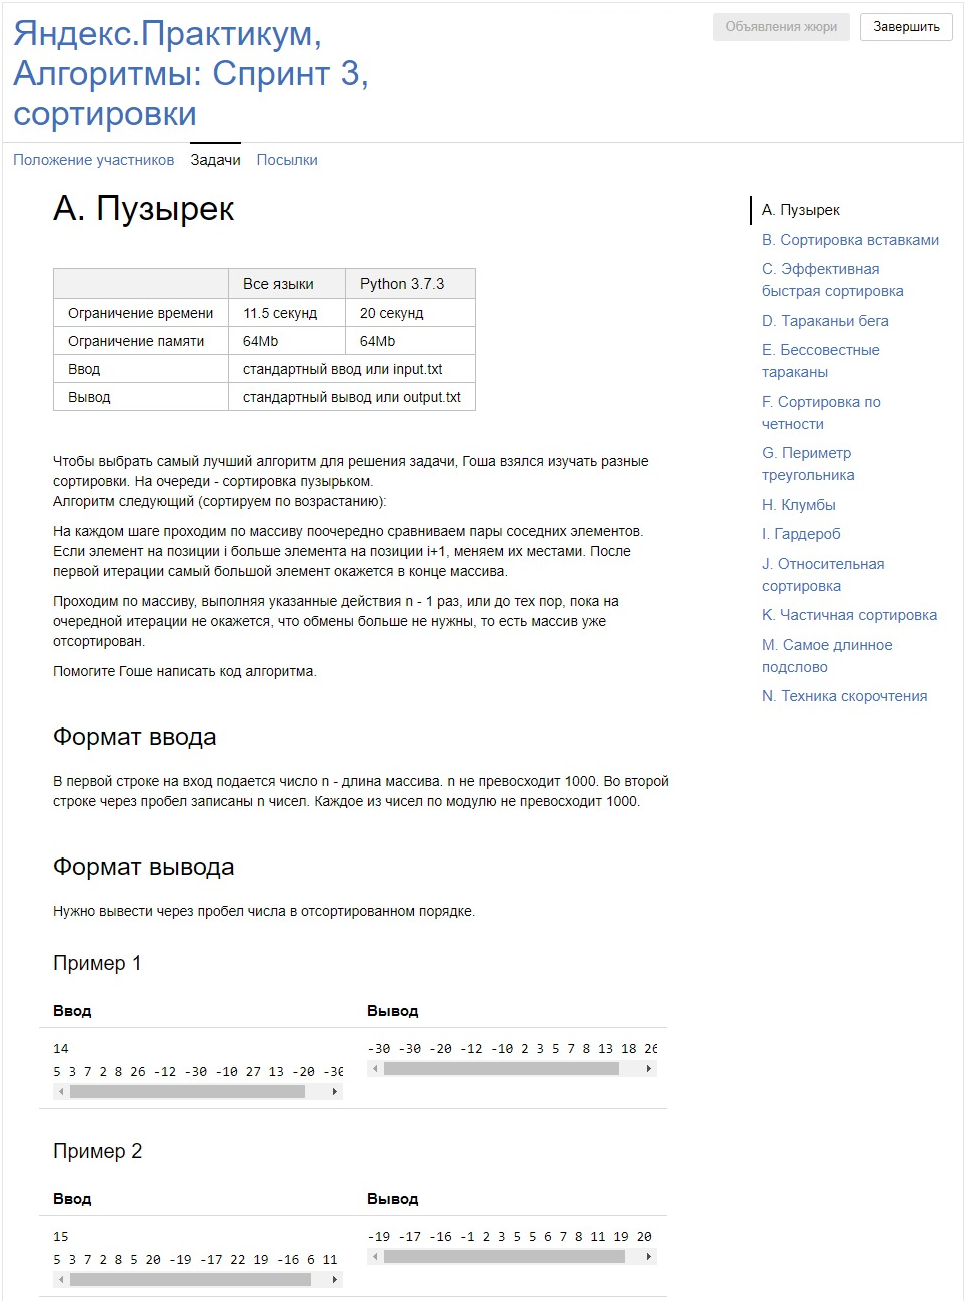 Яндекс.Практикум,
Алгоритмы: Спринт 3,
сортировки
Объявления жюри
Завершить
Положение участников
Задачи
Посылки
A. Пузырек
Все языки Python 3.7.3
Ограничение времени 11.5 секунд 20 секунд
Ограничение памяти 64Mb 64Mb
Ввод стандартный ввод или input.txt
Вывод стандартный вывод или output.txt
Чтобы выбрать самый лучший алгоритм для решения задачи, Гоша взялся изучать разные
сортировки. На очереди - сортировка пузырьком.
Алгоритм следующий (сортируем по возрастанию):
На каждом шаге проходим по массиву поочередно сравниваем пары соседних элементов.
Если элемент на позиции i больше элемента на позиции i+1, меняем их местами. После
первой итерации самый большой элемент окажется в конце массива.
Проходим по массиву, выполняя указанные действия n - 1 раз, или до тех пор, пока на
очередной итерации не окажется, что обмены больше не нужны, то есть массив уже
отсортирован.
Помогите Гоше написать код алгоритма.
Формат ввода
В первой строке на вход подается число n - длина массива. n не превосходит 1000. Во второй
строке через пробел записаны n чисел. Каждое из чисел по модулю не превосходит 1000.
Формат вывода
Нужно вывести через пробел числа в отсортированном порядке.
Пример 1
Ввод Вывод
14
5 3 7 2 8 26 -12 -30 -10 27 13 -20 -30
-30 -30 -20 -12 -10 2 3 5 7 8 13 18 26
Пример 2
Ввод Вывод
15
5 3 7 2 8 5 20 -19 -17 22 19 -16 6 11
-19 -17 -16 -1 2 3 5 5 6 7 8 11 19 20
A. Пузырек
B. Сортировка вставками
C. Эффективная
быстрая сортировка
D. Тараканьи бега
E. Бессовестные
тараканы
F. Сортировка по
четности
G. Периметр
треугольника
H. Клумбы
I. Гардероб
J. Относительная
сортировка
K. Частичная сортировка
M. Самое длинное
подслово
N. Техника скорочтения